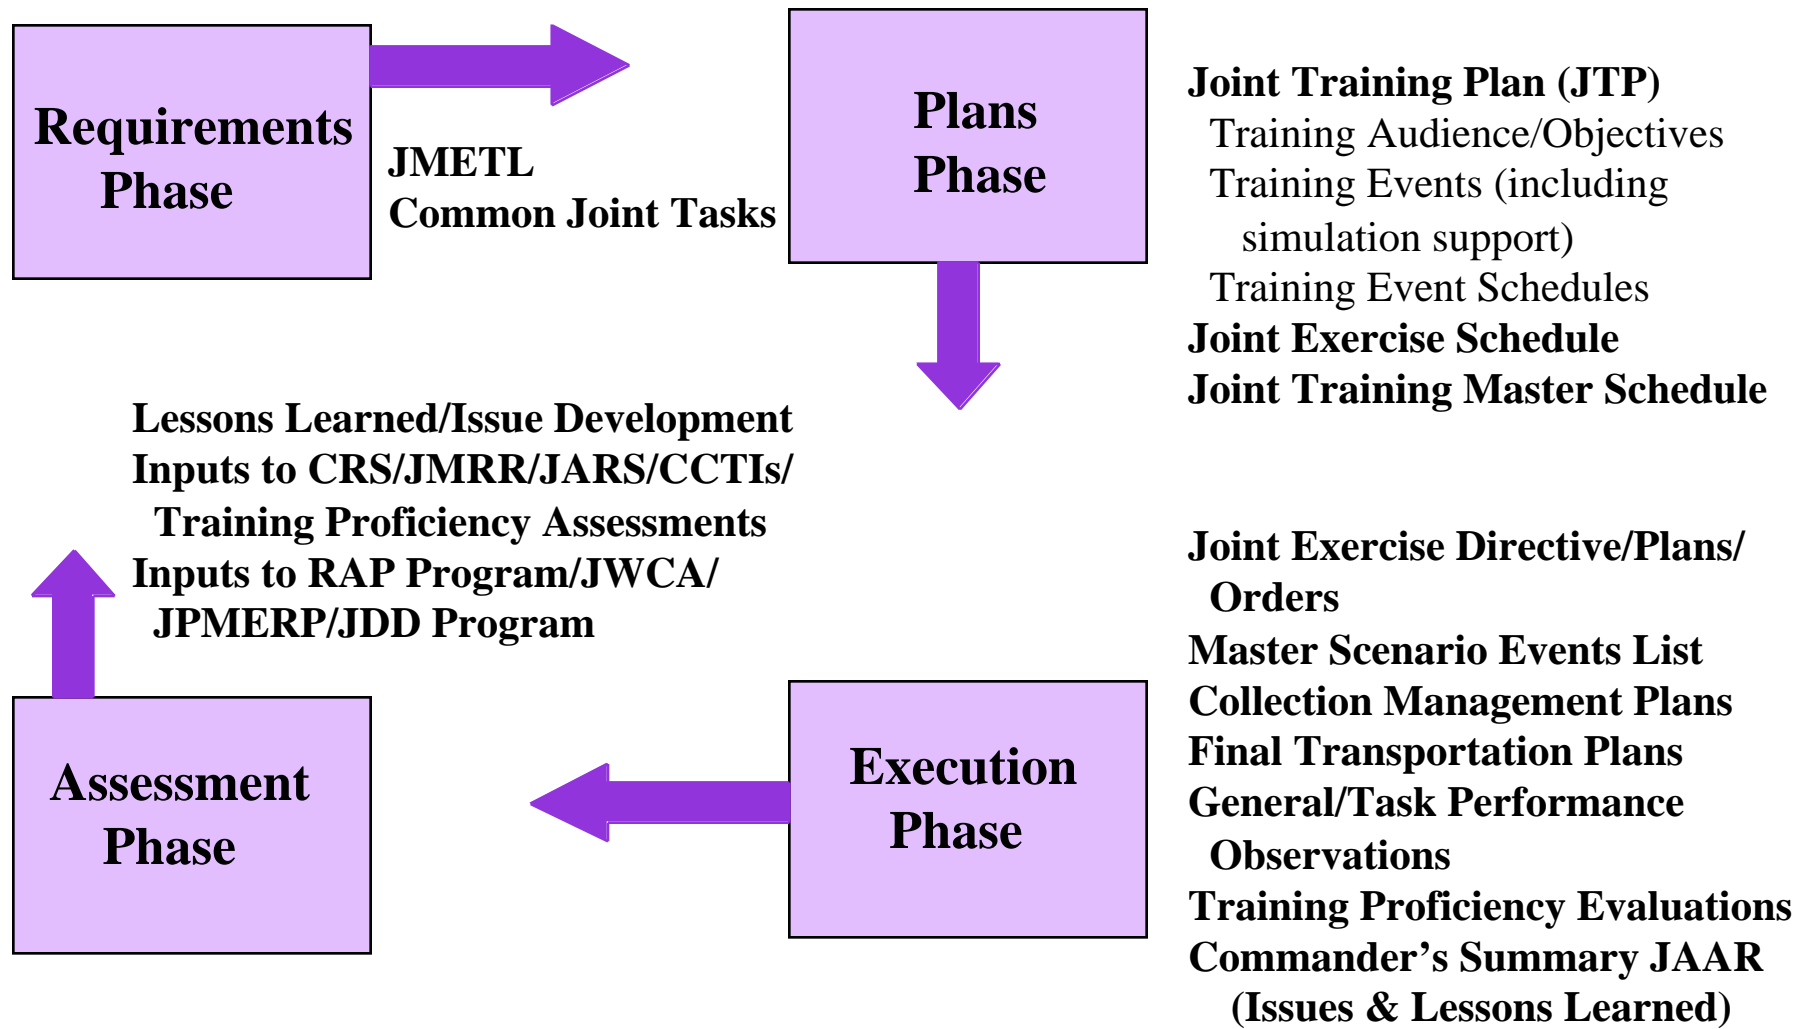 Requirements
Phase
JMETL
Common Joint Tasks
Plans
Phase
Joint Training Plan (JTP)
Training Audience/Objectives
Training Events (including
simulation support)
Training Event Schedules
Joint Exercise Schedule
Joint Training Master Schedule
Lessons Learned/Issue Development
Inputs to CRS/JMRR/JARS/CCTIs/
Training Proficiency Assessments
Inputs to RAP Program/JWCA/
JPMERP/JDD Program
Assessment
Phase
Execution
Phase
Joint Exercise Directive/Plans/
Orders
Master Scenario Events List
Collection Management Plans
Final Transportation Plans
General/Task Performance
Observations
Training Proficiency Evaluations
Commander’s Summary JAAR
(Issues & Lessons Learned)